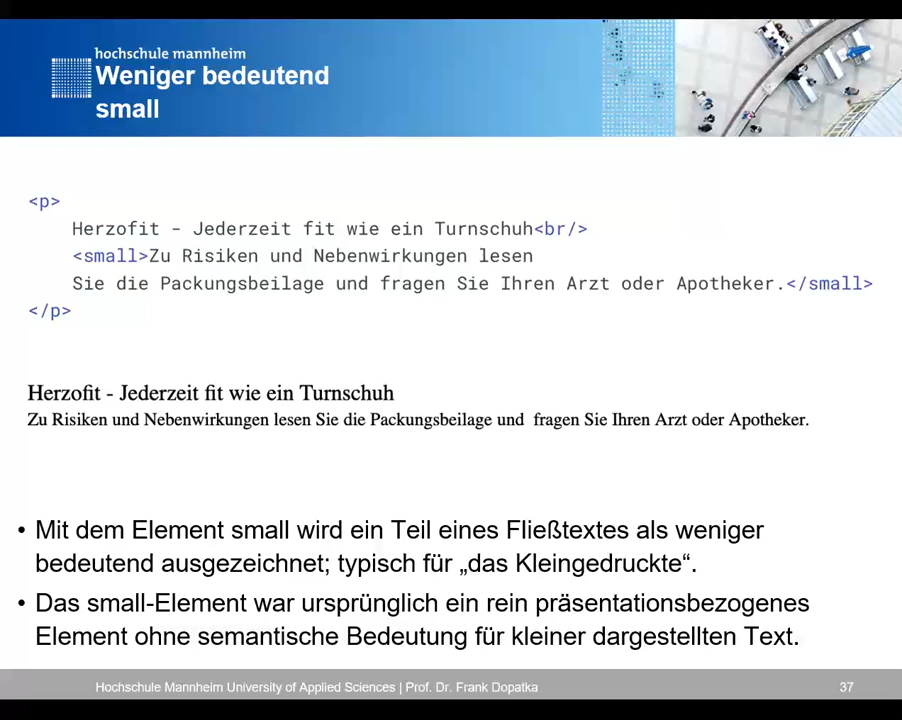 hochschule mannheim
Weniger bedeutend
small
<p>
Herzofit - Jederzeit fit wie ein Turnschuh<br/>
<small>Zu Risiken und Nebenwirkungen lesen
Sie die Packungsbeilage und fragen Sie Ihren Arzt oder Apotheker.</small>
</p>
Herzofit - Jederzeit fit wie ein Turnschuh
Zu Risiken und Nebenwirkungen lesen Sie die Packungsbeilage und  fragen Sie Ihren Arzt oder Apotheker.
• Mit dem Element small wird ein Teil eines Fließtextes als weniger
bedeutend ausgezeichnet; typisch für „das Kleingedruckte“.
• Das small-Element war ursprünglich ein rein präsentationsbezogenes
Element ohne semantische Bedeutung für kleiner dargestellten Text.
Hochschule Mannheim University of Applied Sciences | Prof. Dr. Frank Dopatka
37